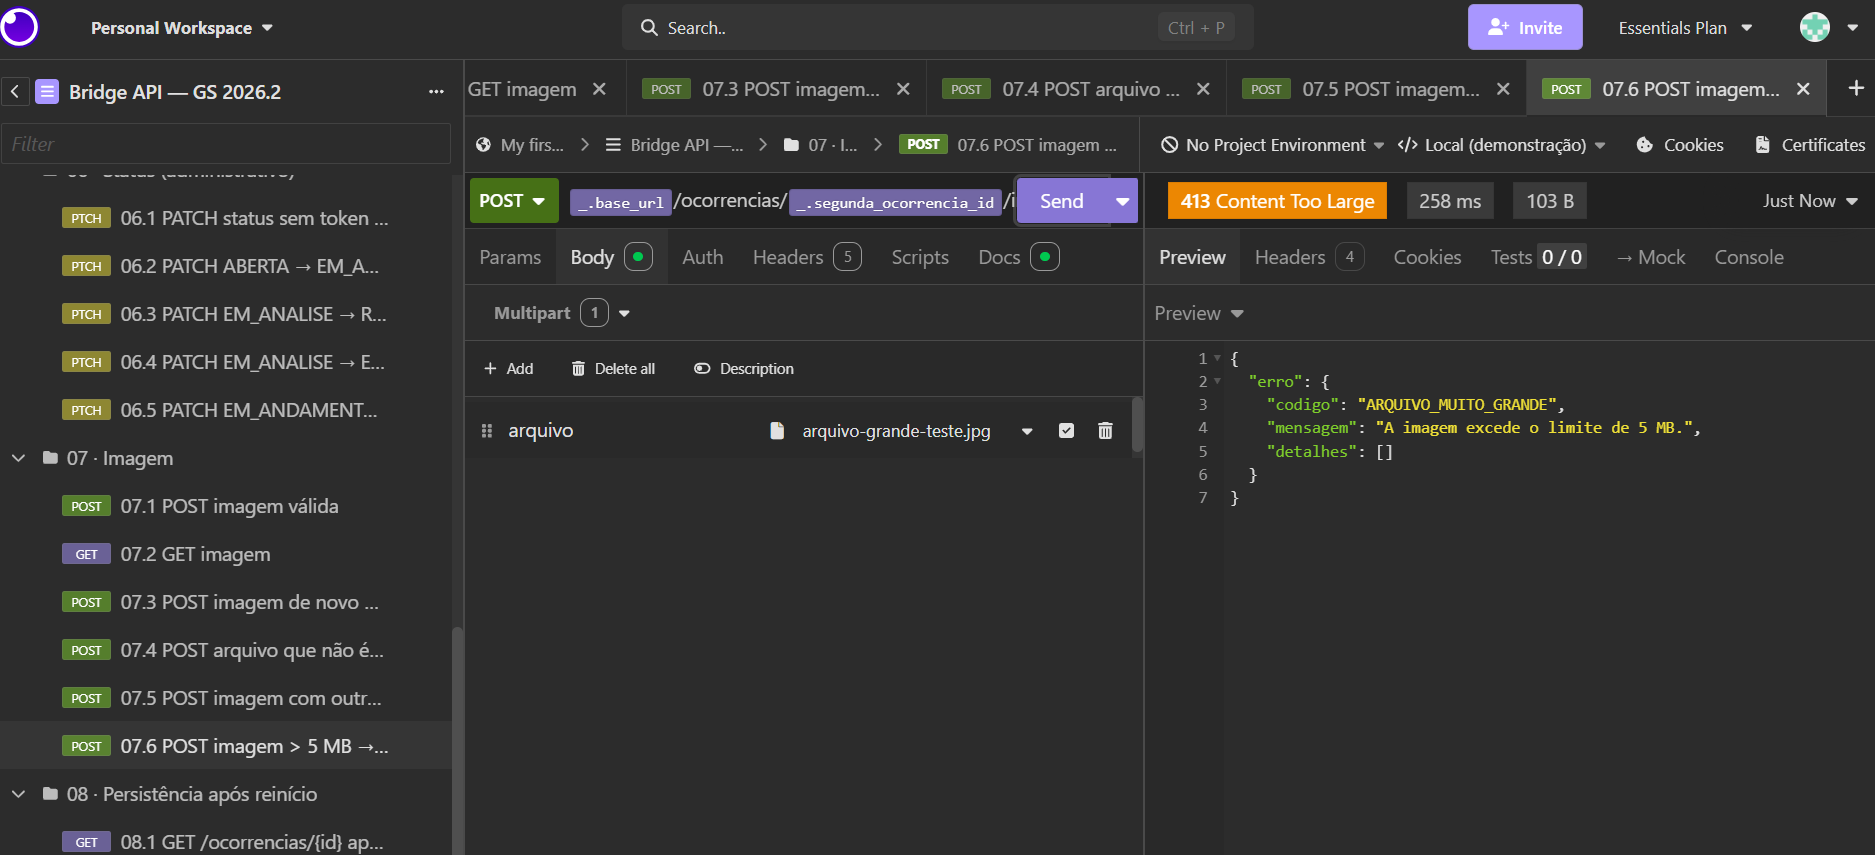 Personal Workspace
Search..
Ctrl + P
Invite
Essentials Plan
Bridge API — GS 2026.2
GET imagem
POST 07.3 POST imagem...
POST 07.4 POST arquivo ...
POST 07.5 POST imagem...
POST 07.6 POST imagem...
Filter
My firs...
Bridge API —...
07 · I...
POST 07.6 POST imagem ...
No Project Environment
Local (demonstração)
Cookies
Certificates
06 · Status (administrativo)
PTCH 06.1 PATCH status sem token ...
PTCH 06.2 PATCH ABERTA → EM_A...
PTCH 06.3 PATCH EM_ANALISE → R...
PTCH 06.4 PATCH EM_ANALISE → E...
PTCH 06.5 PATCH EM_ANDAMENT...
07 · Imagem
POST 07.1 POST imagem válida
GET 07.2 GET imagem
POST 07.3 POST imagem de novo ...
POST 07.4 POST arquivo que não é...
POST 07.5 POST imagem com outr...
POST 07.6 POST imagem > 5 MB →...
08 · Persistência após reinício
GET 08.1 GET /ocorrencias/{id} ap...
POST
_.base_url/ocorrencias/_.segunda_ocorrencia_id/i
Send
Params
Body
Auth
Headers 5
Scripts
Docs
Multipart 1
+ Add
Delete all
Description
arquivo
arquivo-grande-teste.jpg
413 Content Too Large
258 ms
103 B
Just Now
Preview
Headers 4
Cookies
Tests 0 / 0
→ Mock
Console
Preview
1 {
2 "erro": {
3 "codigo": "ARQUIVO_MUITO_GRANDE",
4 "mensagem": "A imagem excede o limite de 5 MB.",
5 "detalhes": []
6 }
7 }